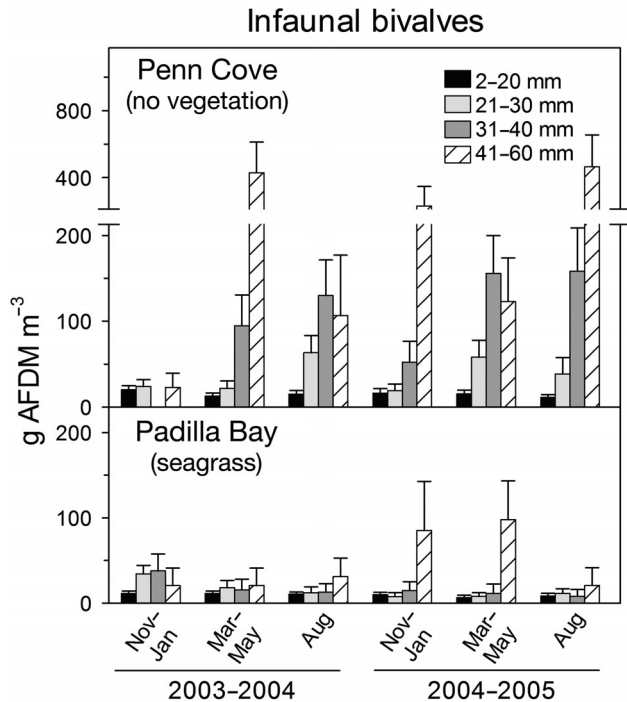 Infaunal bivalves
Penn Cove
(no vegetation)
2–20 mm
21–30 mm
31–40 mm
41–60 mm
800
400
200
100
0
g AFDM m⁻³
Padilla Bay
(seagrass)
200
100
0
Nov–
Jan
Mar–
May
Aug
Nov–
Jan
Mar–
May
Aug
2003–2004
2004–2005